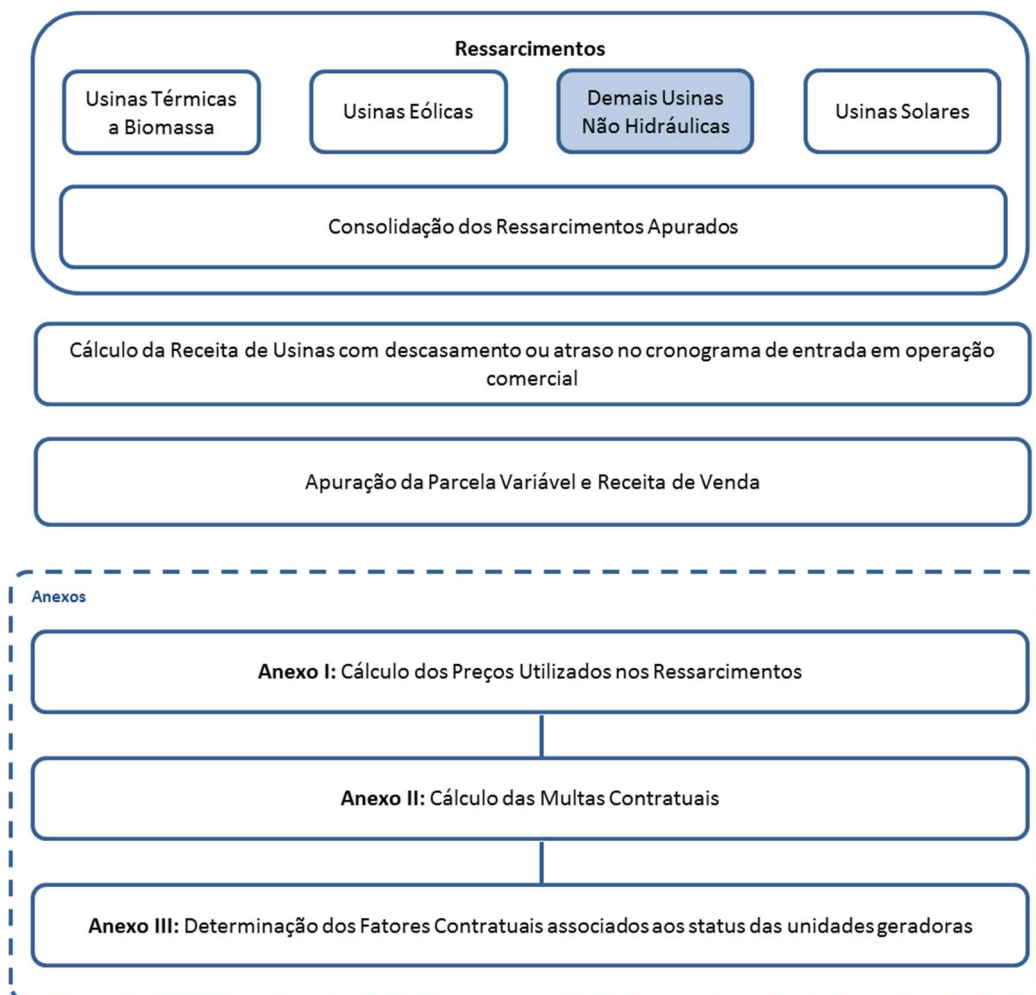 Ressarcimentos
Usinas Térmicas
a Biomassa
Usinas Eólicas
Demais Usinas
Não Hidráulicas
Usinas Solares
Consolidação dos Ressarcimentos Apurados
Cálculo da Receita de Usinas com descasamento ou atraso no cronograma de entrada em operação
comercial
Apuração da Parcela Variável e Receita de Venda
Anexos
Anexo I: Cálculo dos Preços Utilizados nos Ressarcimentos
Anexo II: Cálculo das Multas Contratuais
Anexo III: Determinação dos Fatores Contratuais associados aos status das unidades geradoras